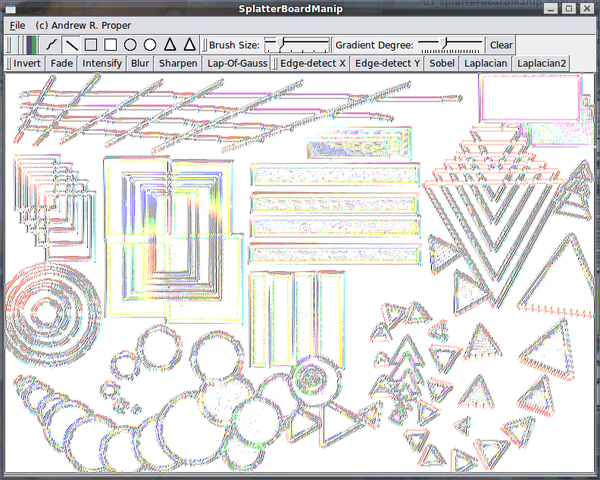 SplatterBoardManip
File (c) Andrew R. Proper
Brush Size: Gradient Degree: Clear
Invert Fade Intensify Blur Sharpen Lap-Of-Gauss Edge-detect X Edge-detect Y Sobel Laplacian Laplacian2